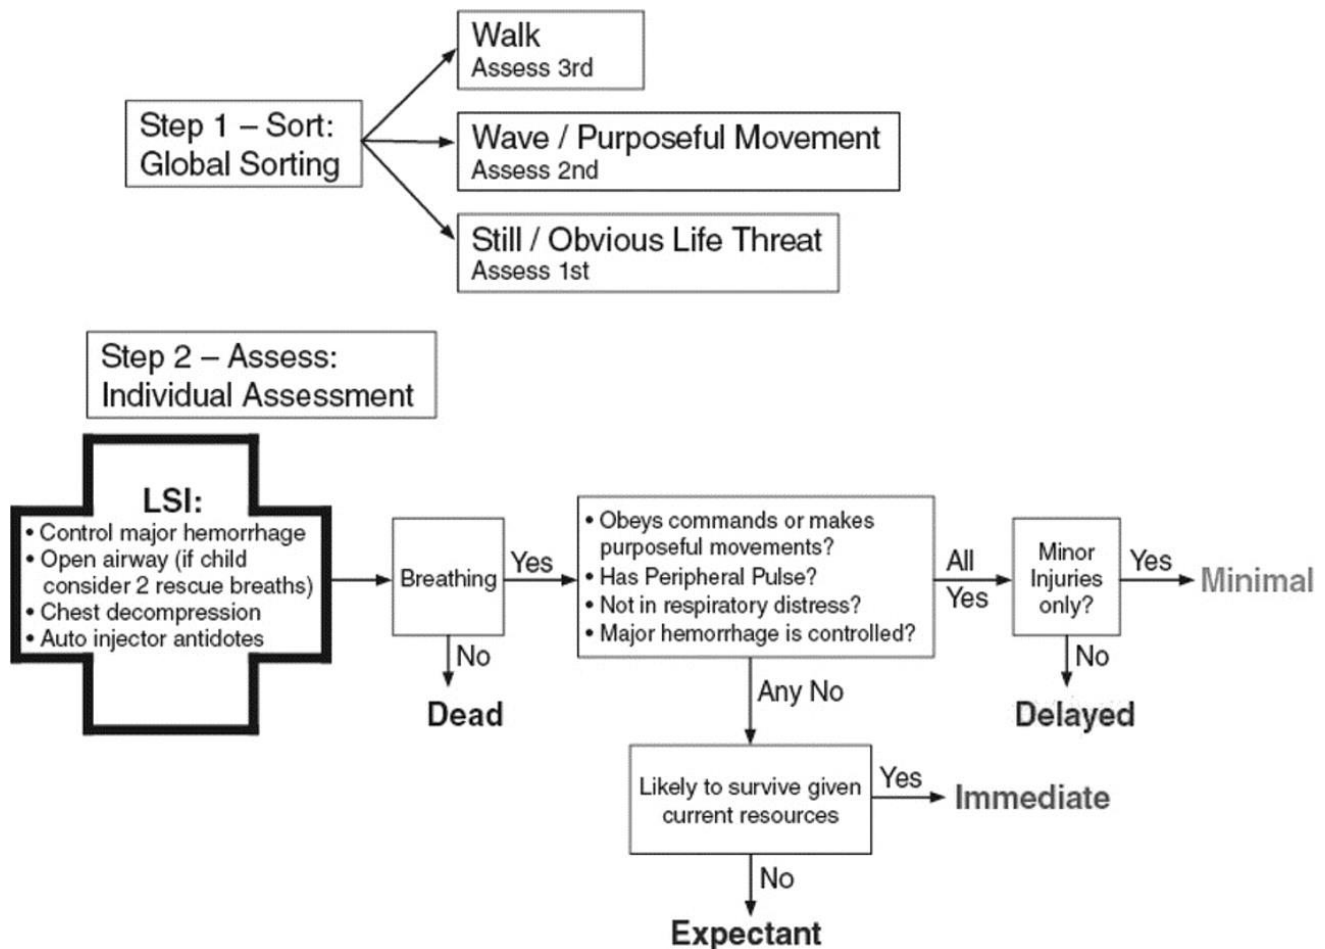 Walk
Assess 3rd
Step 1 – Sort:
Global Sorting
Wave / Purposeful Movement
Assess 2nd
Still / Obvious Life Threat
Assess 1st
Step 2 – Assess:
Individual Assessment
LSI:
• Control major hemorrhage
• Open airway (if child
consider 2 rescue breaths)
• Chest decompression
• Auto injector antidotes
Breathing
Yes
No
Dead
• Obeys commands or makes
purposeful movements?
• Has Peripheral Pulse?
• Not in respiratory distress?
• Major hemorrhage is controlled?
All
Yes
Minor
Injuries
only?
Yes
Minimal
No
Delayed
Any No
Likely to survive given
current resources
Yes
Immediate
No
Expectant